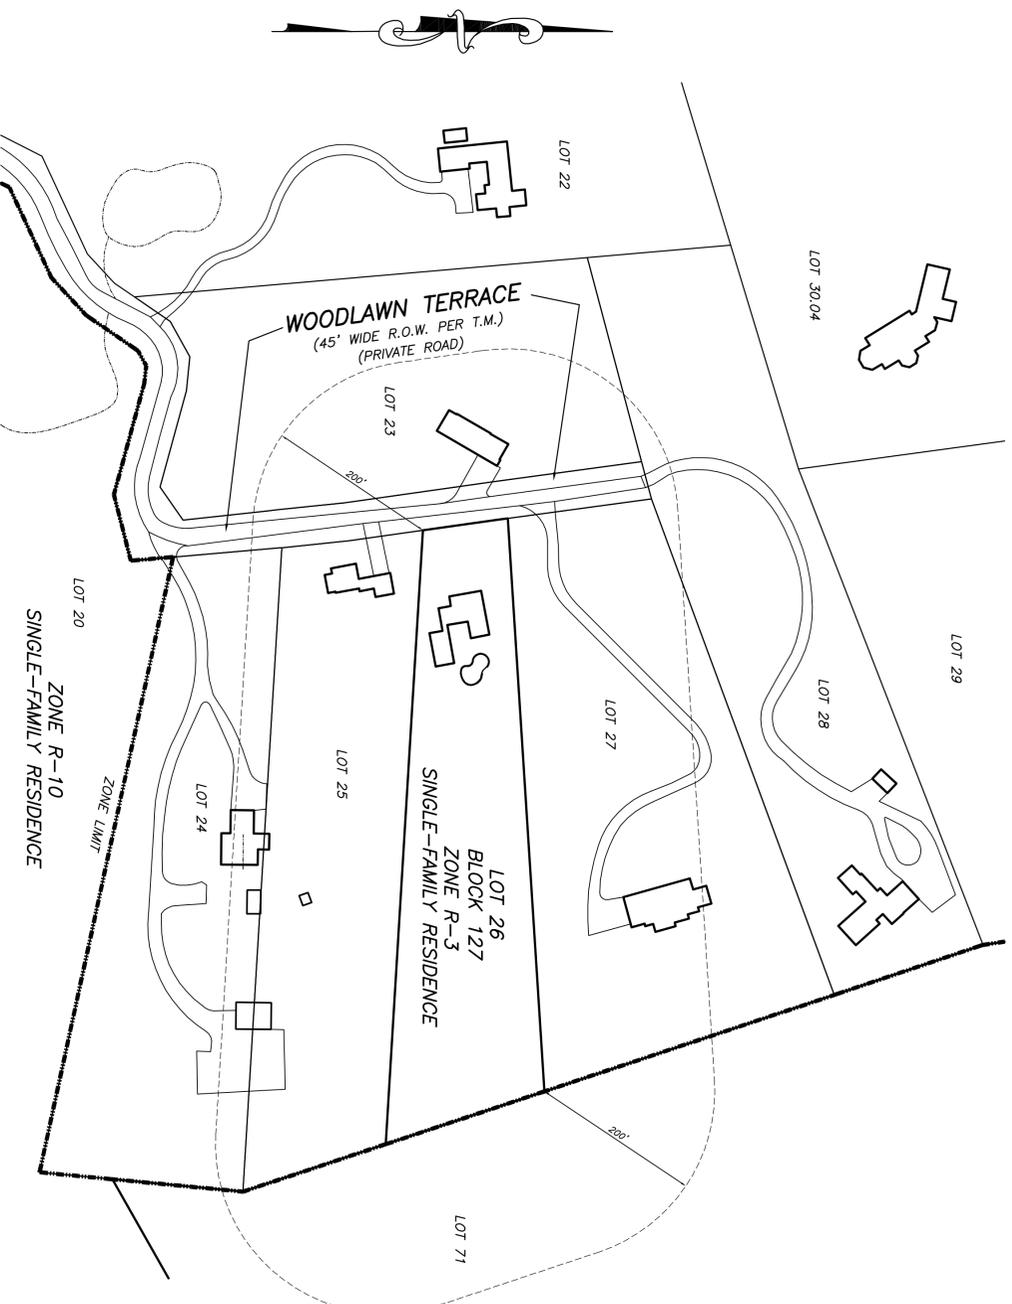 LOT 22
LOT 30.04
WOODLAWN TERRACE
(45' WIDE R.O.W. PER T.M.)
(PRIVATE ROAD)
LOT 23
200'
LOT 20
ZONE R-10
SINGLE-FAMILY RESIDENCE
ZONE LIMIT
LOT 24
LOT 25
LOT 26
BLOCK 127
ZONE R-3
SINGLE-FAMILY RESIDENCE
LOT 27
LOT 28
LOT 29
200'
LOT 71